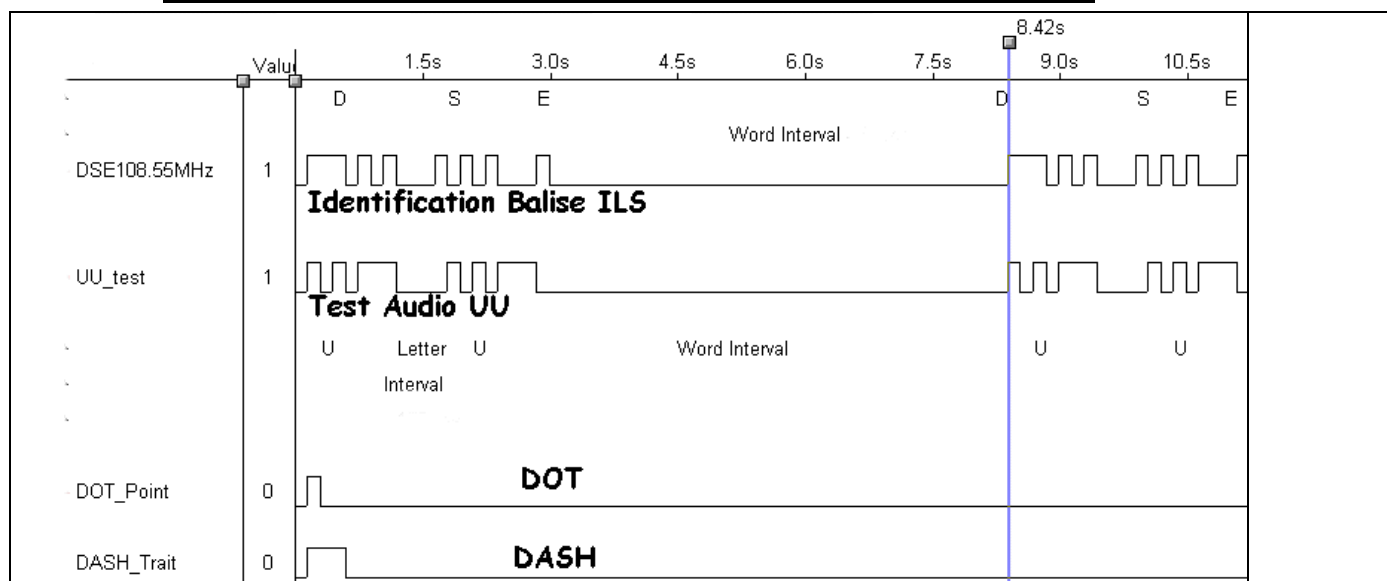 8.42s
Valu 1.5s 3.0s 4.5s 6.0s 7.5s 9.0s 10.5s
D S E D S E
Word Interval
DSE108.55MHz 1
Identification Balise ILS
UU_test 1
Test Audio UU
U Letter U Word Interval U U
Interval
DOT_Point 0 DOT
DASH_Trait 0 DASH